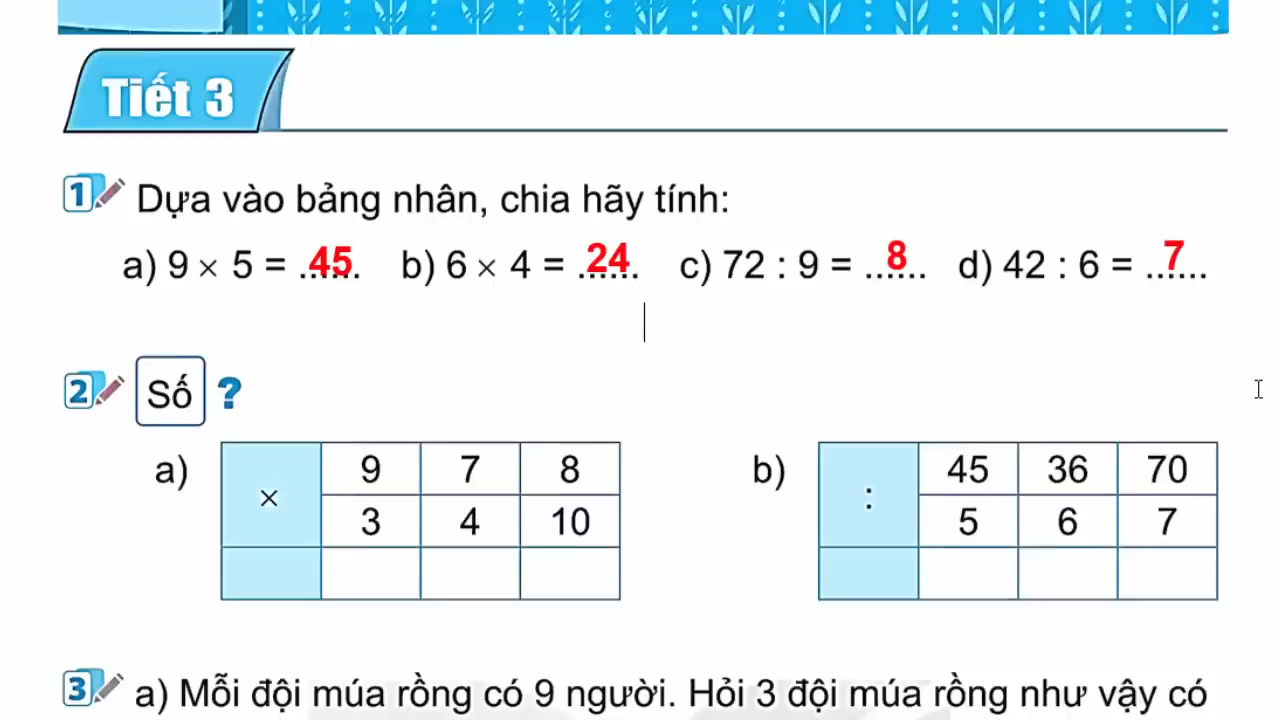 Tiết 3
1 Dựa vào bảng nhân, chia hãy tính:
a) 9 × 5 = ..45.. b) 6 × 4 = ..24.. c) 72 : 9 = ...8... d) 42 : 6 = ...7...
2 Số ?
a) × 9 7 8
3 4 10
b) : 45 36 70
5 6 7
3 a) Mỗi đội múa rồng có 9 người. Hỏi 3 đội múa rồng như vậy có